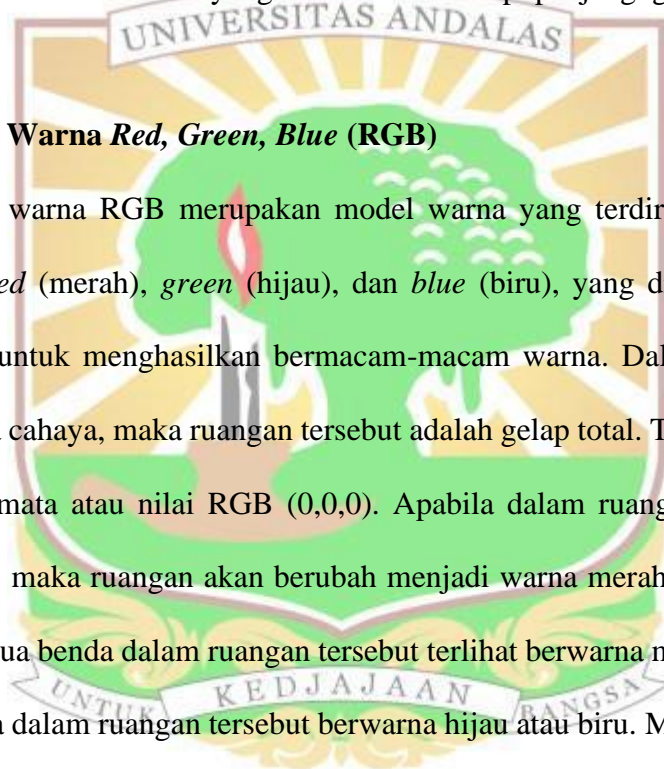 UNIVERSITAS ANDALAS
Warna Red, Green, Blue (RGB)
warna RGB merupakan model warna yang terdir
ed (merah), green (hijau), dan blue (biru), yang d
untuk menghasilkan bermacam-macam warna. Dal
cahaya, maka ruangan tersebut adalah gelap total. T
mata atau nilai RGB (0,0,0). Apabila dalam ruang
maka ruangan akan berubah menjadi warna merah
ua benda dalam ruangan tersebut terlihat berwarna
dalam ruangan tersebut berwarna hijau atau biru. M
UNTUK KEDJAJAAN BANGSA